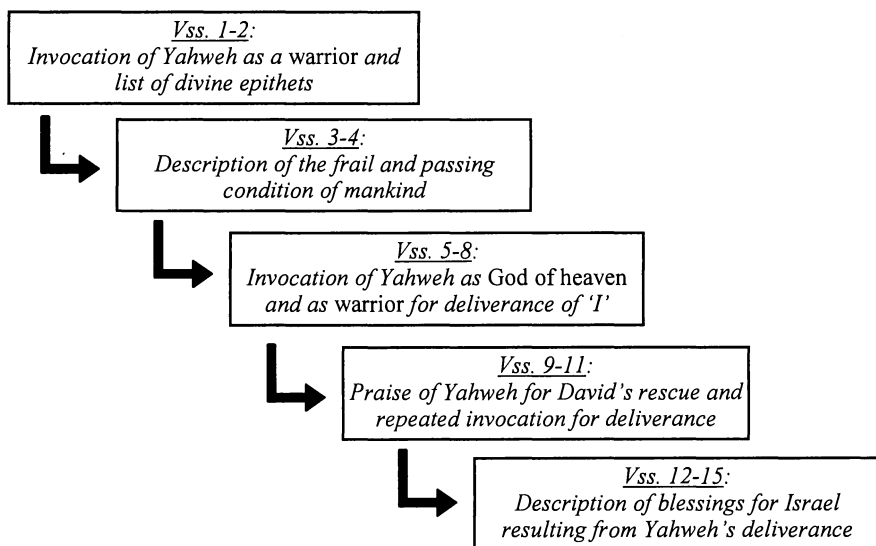 Vss. 1-2:
Invocation of Yahweh as a warrior and
list of divine epithets
Vss. 3-4:
Description of the frail and passing
condition of mankind
Vss. 5-8:
Invocation of Yahweh as God of heaven
and as warrior for deliverance of 'I'
Vss. 9-11:
Praise of Yahweh for David's rescue and
repeated invocation for deliverance
Vss. 12-15:
Description of blessings for Israel
resulting from Yahweh's deliverance